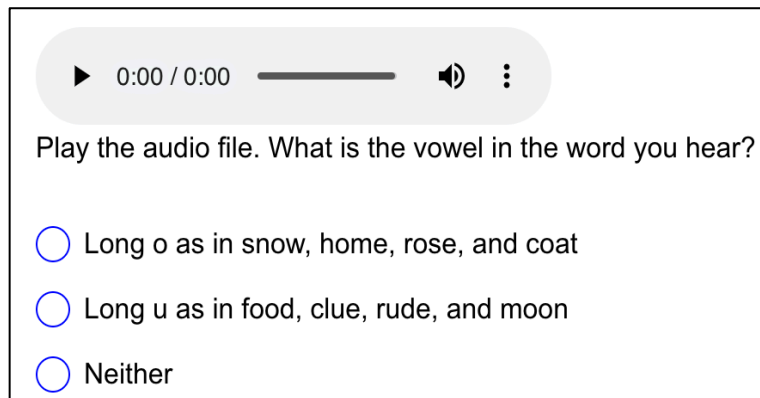 0:00 / 0:00
Play the audio file. What is the vowel in the word you hear?
Long o as in snow, home, rose, and coat
Long u as in food, clue, rude, and moon
Neither